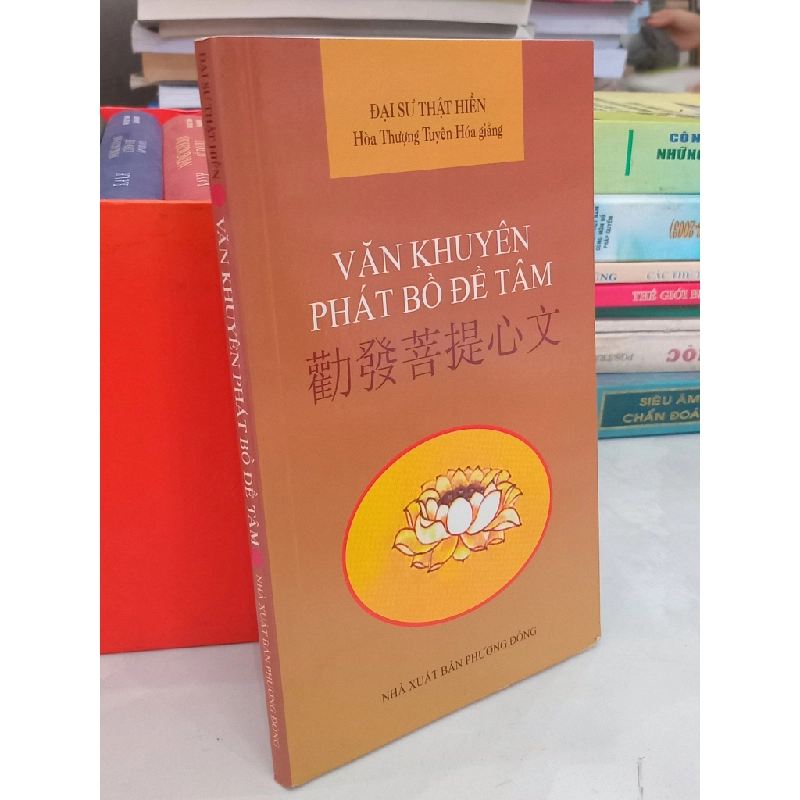 ĐẠI SƯ THẬT HIỀN
Hòa Thượng Tuyên Hóa giảng
VĂN KHUYÊN
PHÁT BỒ ĐỀ TÂM
勸發菩提心文
NHÀ XUẤT BẢN PHƯƠNG ĐÔNG
ĐẠI SƯ THẬT HIỀN
VĂN KHUYÊN PHÁT BỒ ĐỀ TÂM
NHÀ XUẤT BẢN PHƯƠNG ĐÔNG
CÔN
NHỮNG
THẾ GIỚI B
SIÊU ÂM
CHẨN ĐOÁ